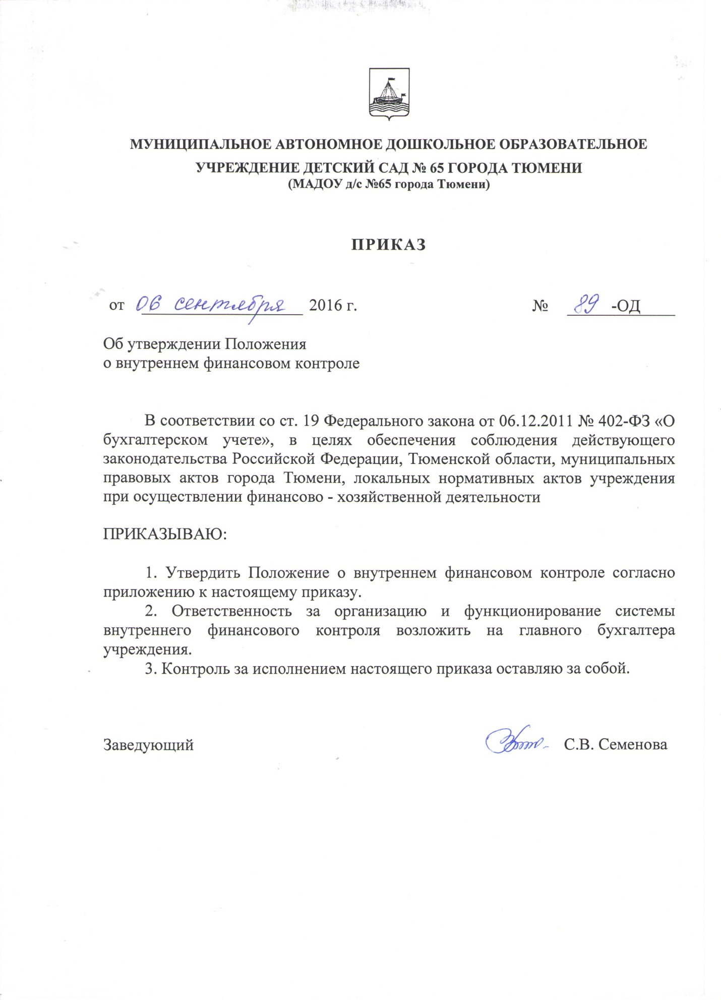 МУНИЦИПАЛЬНОЕ АВТОНОМНОЕ ДОШКОЛЬНОЕ ОБРАЗОВАТЕЛЬНОЕ
УЧРЕЖДЕНИЕ ДЕТСКИЙ САД № 65 ГОРОДА ТЮМЕНИ
(МАДОУ д/с №65 города Тюмени)
ПРИКАЗ
от 06 сентября 2016 г. № 89 -ОД
Об утверждении Положения
о внутреннем финансовом контроле
В соответствии со ст. 19 Федерального закона от 06.12.2011 № 402-ФЗ «О
бухгалтерском учете», в целях обеспечения соблюдения действующего
законодательства Российской Федерации, Тюменской области, муниципальных
правовых актов города Тюмени, локальных нормативных актов учреждения
при осуществлении финансово - хозяйственной деятельности
ПРИКАЗЫВАЮ:
1. Утвердить Положение о внутреннем финансовом контроле согласно
приложению к настоящему приказу.
2. Ответственность за организацию и функционирование системы
внутреннего финансового контроля возложить на главного бухгалтера
учреждения.
3. Контроль за исполнением настоящего приказа оставляю за собой.
Заведующий С.В. Семенова